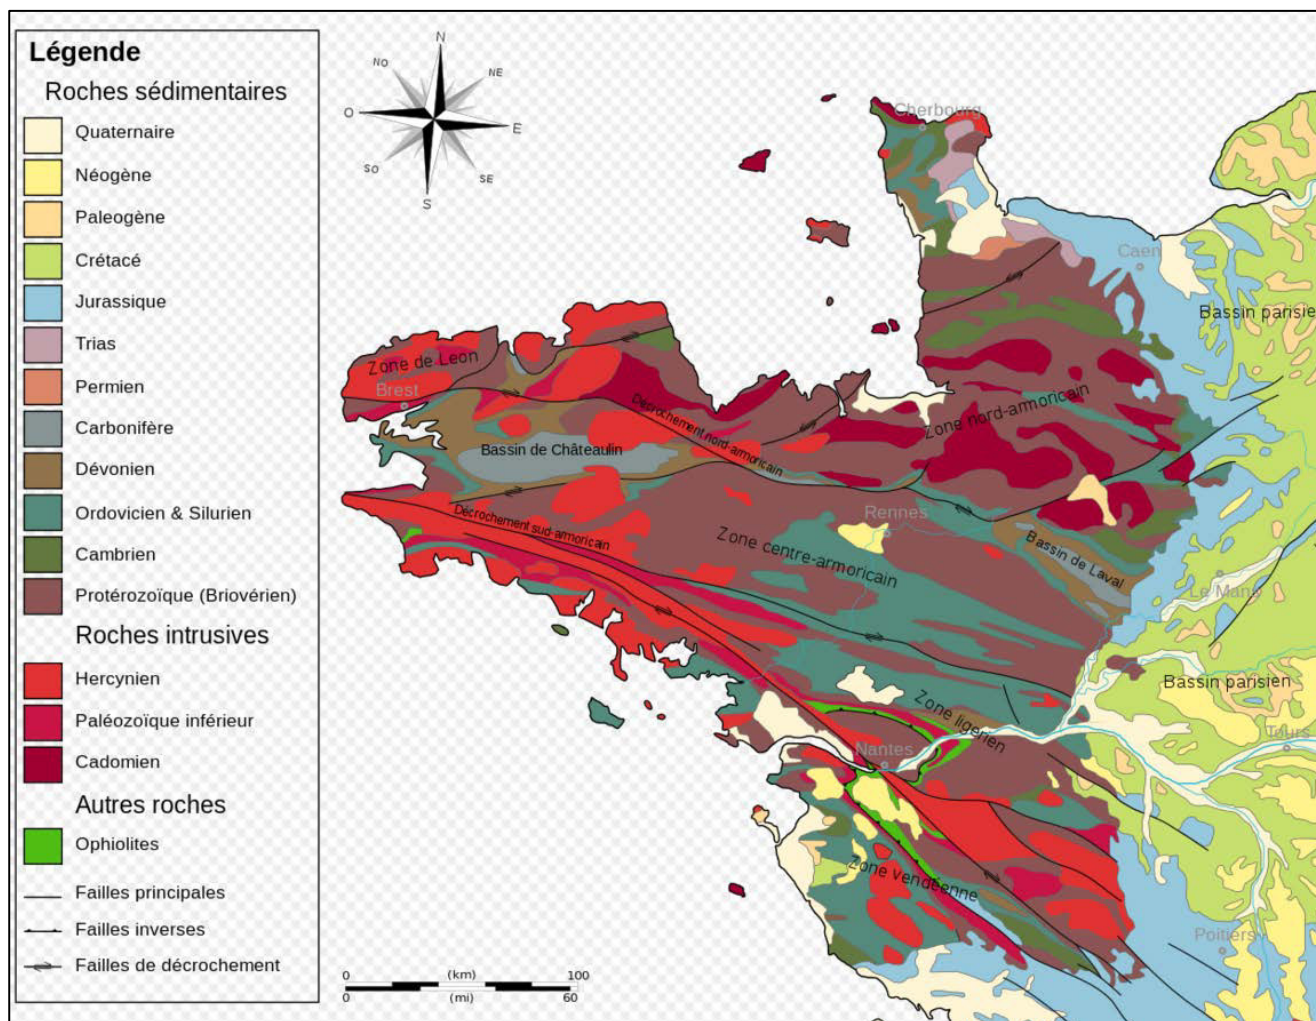 Légende
Roches sédimentaires
Quaternaire
Néogène
Paleogène
Crétacé
Jurassique
Trias
Permien
Carbonifère
Dévonien
Ordovicien & Silurien
Cambrien
Protérozoïque (Briovérien)
Roches intrusives
Hercynien
Paléozoïque inférieur
Cadomien
Autres roches
Ophiolites
Failles principales
Failles inverses
Failles de décrochement
N
NO
NE
O
E
SO
SE
S
Cherbourg
Caen
Bassin parisie
Zone de Leon
Brest
Décrochement nord-armoricain
Zone nord-armoricain
Bassin de Châteaulin
Décrochement sud-armoricain
Rennes
Zone centre-armoricain
Bassin de Laval
Le Mans
Bassin parisien
Zone ligerien
Tours
Nantes
Zone vendéenne
Poitiers
0 (km) 100
0 (mi) 60